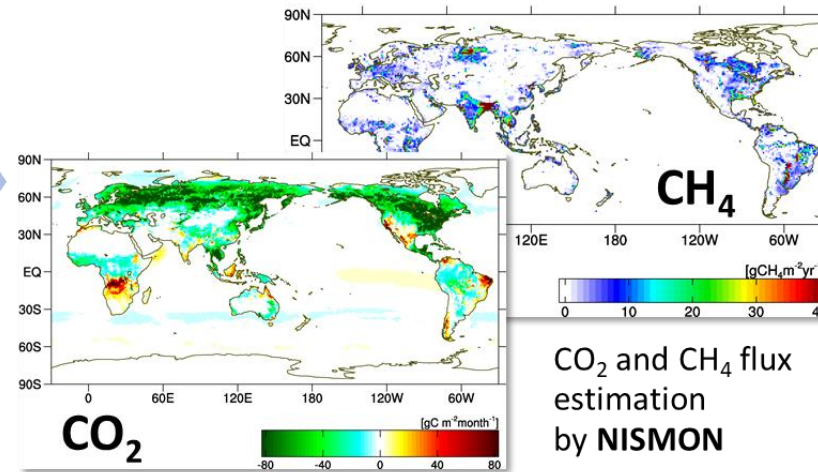 90N
60N
30N
EQ
CH₄
120E 180 120W 60W
[gCH₄m⁻²yr⁻
0 10 20 30 4
90N
60N
30N
EQ
30S
60S
90S
0 60E 120E 180 120W 60W
CO₂
[gC m⁻²month⁻¹]
-80 -40 0 40 80
CO₂ and CH₄ flux
estimation
by NISMON